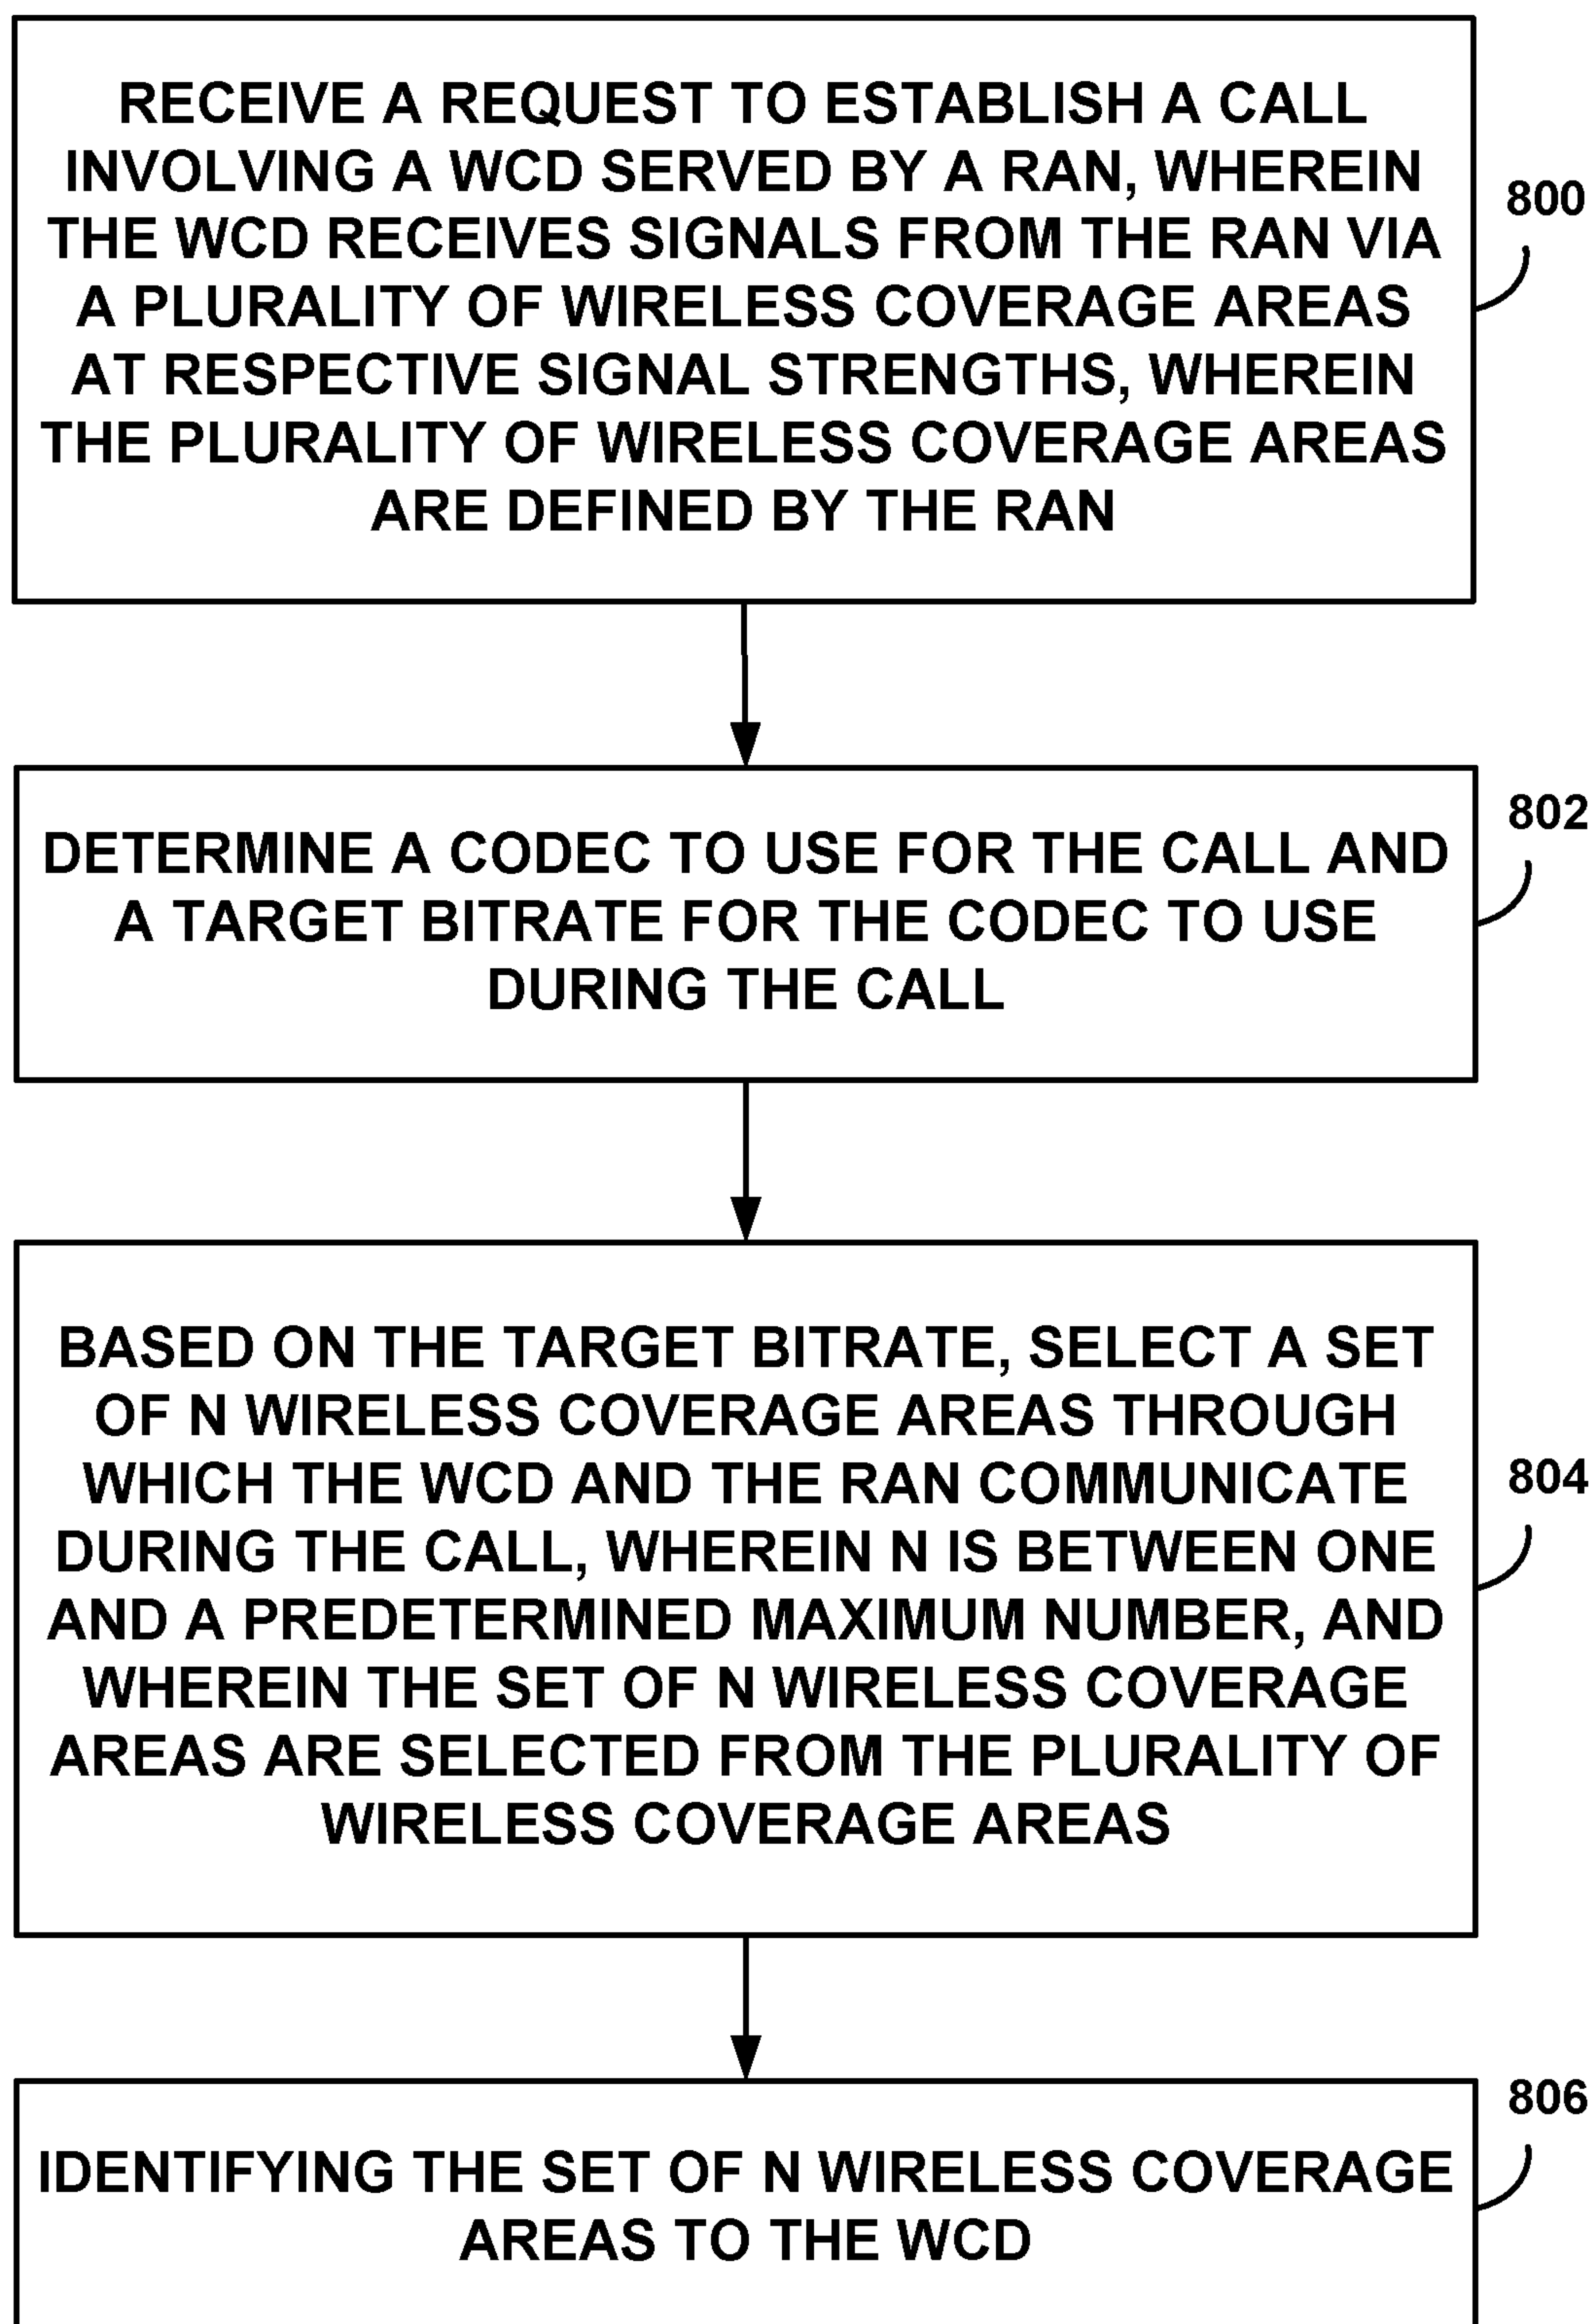 RECEIVE A REQUEST TO ESTABLISH A CALL
INVOLVING A WCD SERVED BY A RAN, WHEREIN
THE WCD RECEIVES SIGNALS FROM THE RAN VIA
A PLURALITY OF WIRELESS COVERAGE AREAS
AT RESPECTIVE SIGNAL STRENGTHS, WHEREIN
THE PLURALITY OF WIRELESS COVERAGE AREAS
ARE DEFINED BY THE RAN
800
DETERMINE A CODEC TO USE FOR THE CALL AND
A TARGET BITRATE FOR THE CODEC TO USE
DURING THE CALL
802
BASED ON THE TARGET BITRATE, SELECT A SET
OF N WIRELESS COVERAGE AREAS THROUGH
WHICH THE WCD AND THE RAN COMMUNICATE
DURING THE CALL, WHEREIN N IS BETWEEN ONE
AND A PREDETERMINED MAXIMUM NUMBER, AND
WHEREIN THE SET OF N WIRELESS COVERAGE
AREAS ARE SELECTED FROM THE PLURALITY OF
WIRELESS COVERAGE AREAS
804
IDENTIFYING THE SET OF N WIRELESS COVERAGE
AREAS TO THE WCD
806